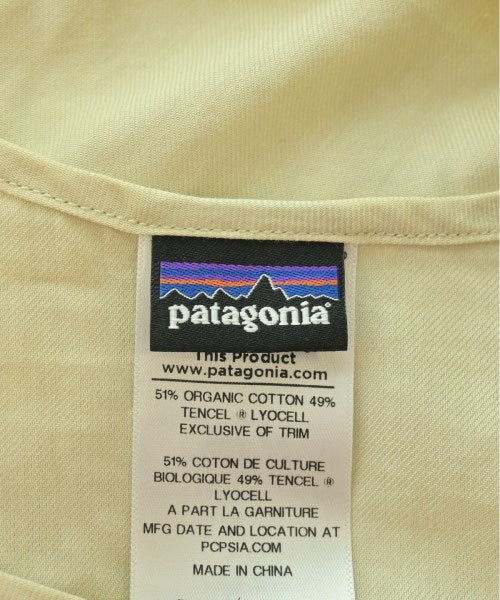 patagonia®
This Product
www.patagonia.com
51% ORGANIC COTTON 49%
TENCEL ® LYOCELL
EXCLUSIVE OF TRIM
51% COTON DE CULTURE
BIOLOGIQUE 49% TENCEL ®
LYOCELL
A PART LA GARNITURE
MFG DATE AND LOCATION AT
PCPSIA.COM
MADE IN CHINA